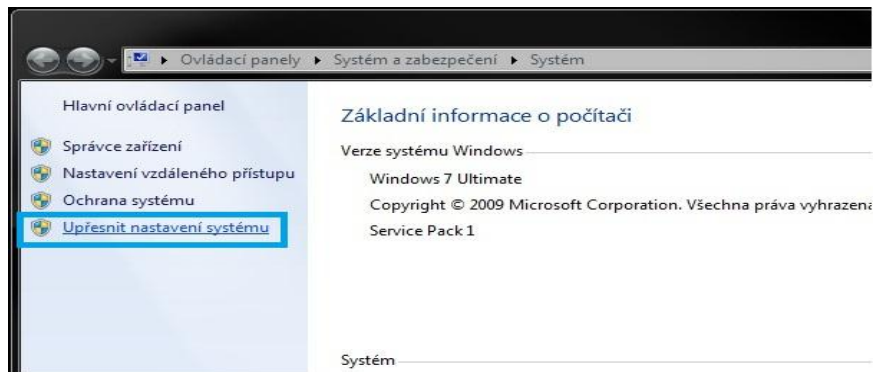 Ovládací panely ▸ Systém a zabezpečení ▸ Systém
Hlavní ovládací panel
Správce zařízení
Nastavení vzdáleného přístupu
Ochrana systému
Upřesnit nastavení systému
Základní informace o počítači
Verze systému Windows
Windows 7 Ultimate
Copyright © 2009 Microsoft Corporation. Všechna práva vyhrazena
Service Pack 1
Systém